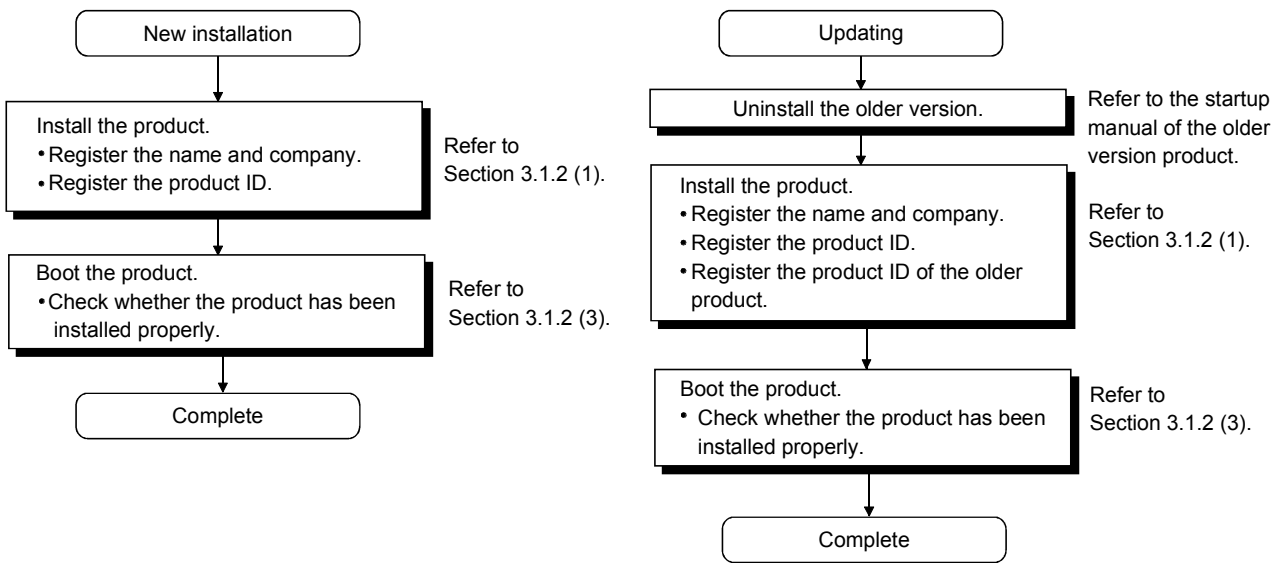 New installation
Install the product.
•Register the name and company.
•Register the product ID.
Refer to
Section 3.1.2 (1).
Boot the product.
•Check whether the product has been
installed properly.
Refer to
Section 3.1.2 (3).
Complete
Updating
Uninstall the older version.
Refer to the startup
manual of the older
version product.
Install the product.
•Register the name and company.
•Register the product ID.
•Register the product ID of the older
product.
Refer to
Section 3.1.2 (1).
Boot the product.
• Check whether the product has been
installed properly.
Refer to
Section 3.1.2 (3).
Complete